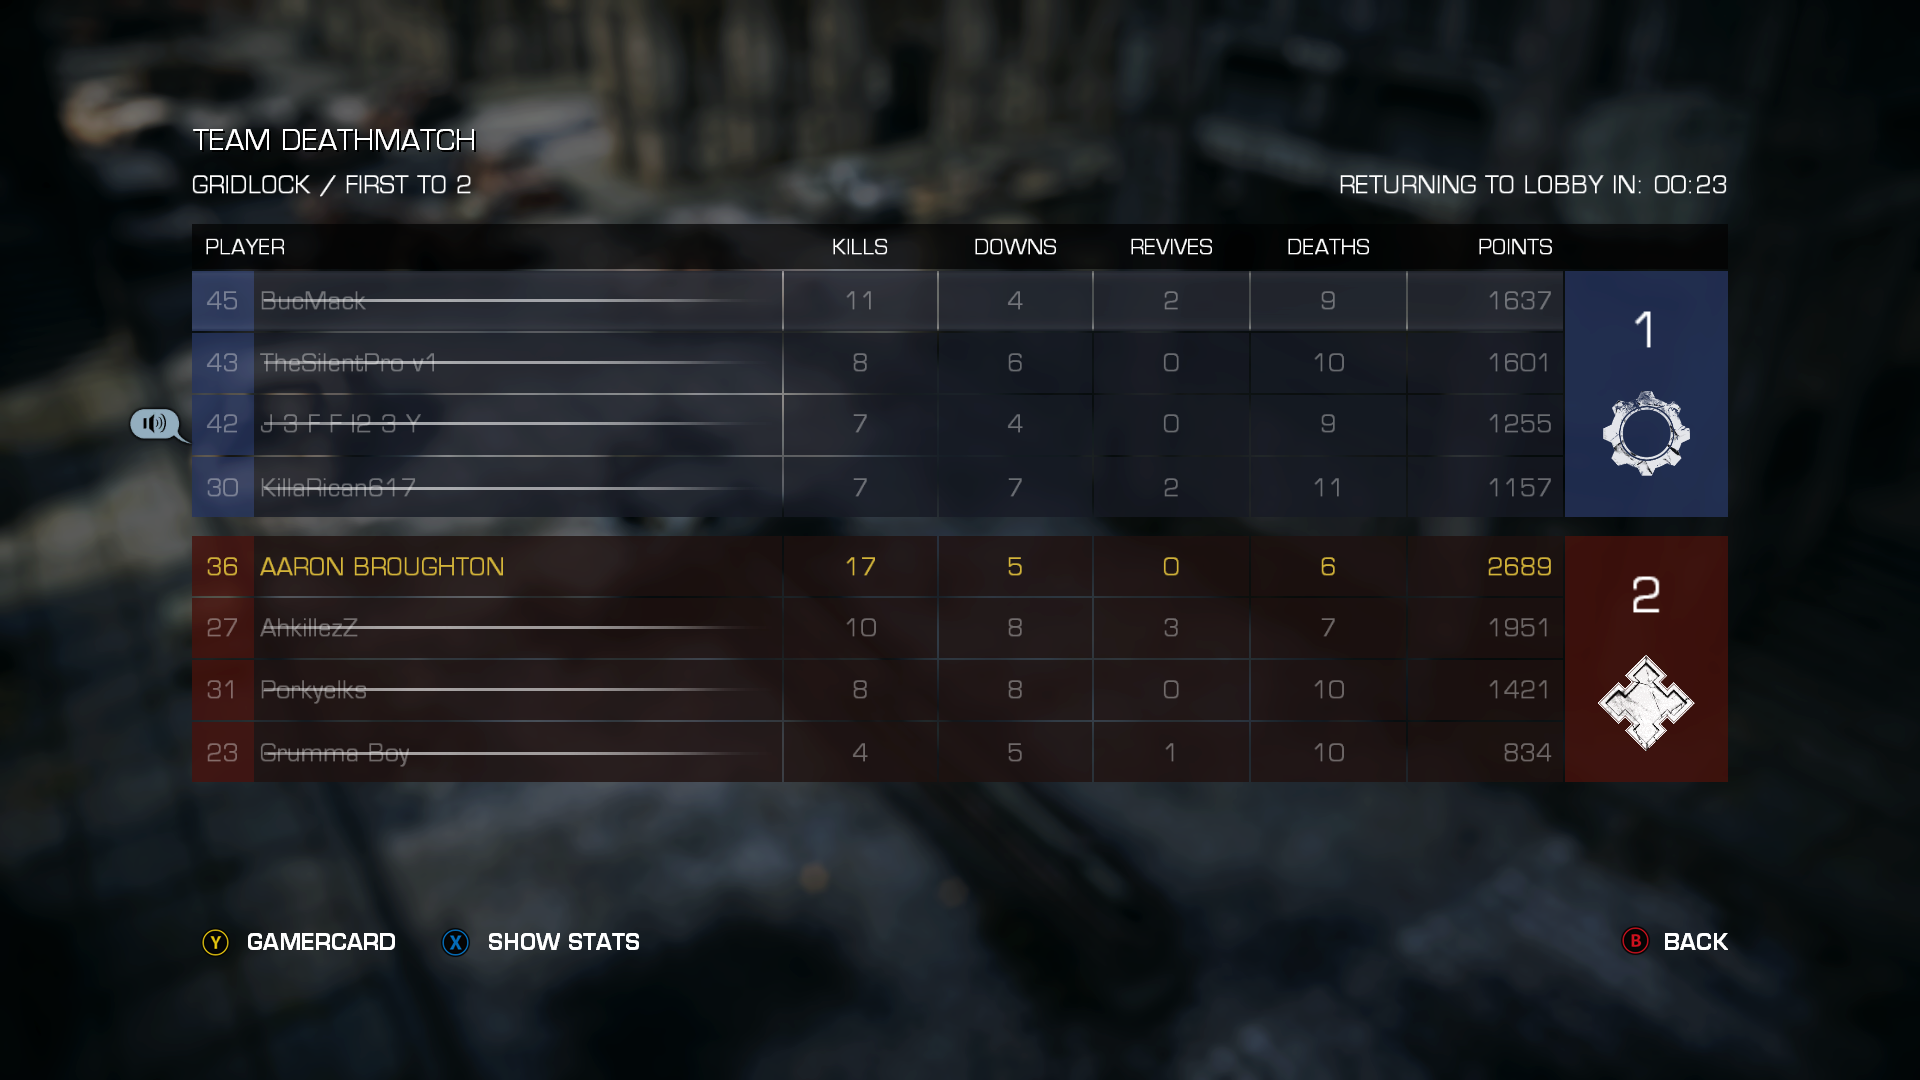 TEAM DEATHMATCH
GRIDLOCK / FIRST TO 2
RETURNING TO LOBBY IN: 00:23
PLAYER KILLS DOWNS REVIVES DEATHS POINTS
45 BucMack 11 4 2 9 1637
1
43 TheSilentPro v1 8 6 0 10 1601
42 J 3 F F I2 3 Y 7 4 0 9 1255
30 KillaRican617 7 7 2 11 1157
36 AARON BROUGHTON 17 5 0 6 2689
2
27 AhkillezZ 10 8 3 7 1951
31 Porkyelks 8 8 0 10 1421
23 Grumma Boy 4 5 1 10 834
Y GAMERCARD X SHOW STATS B BACK